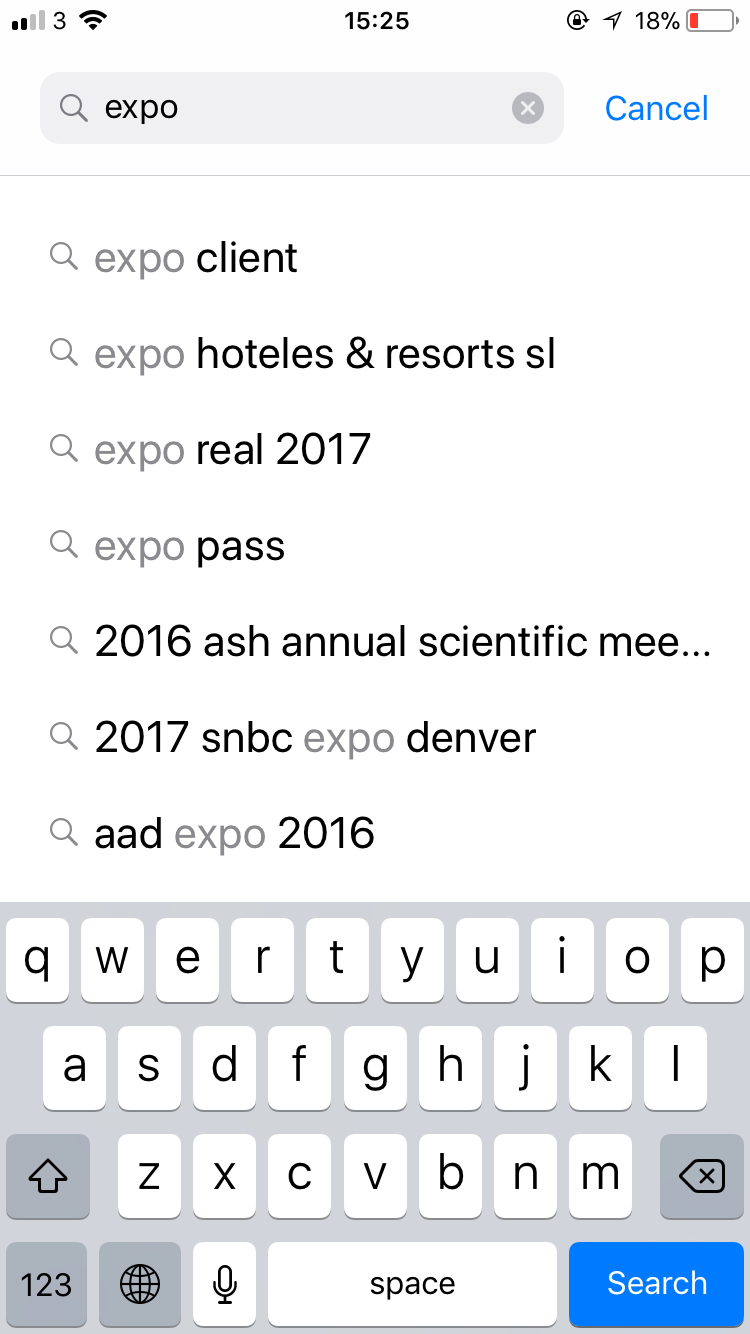 3 15:25 18%
expo Cancel
expo client
expo hoteles & resorts sl
expo real 2017
expo pass
2016 ash annual scientific mee...
2017 snbc expo denver
aad expo 2016
q w e r t y u i o p
a s d f g h j k l
z x c v b n m
123 space Search